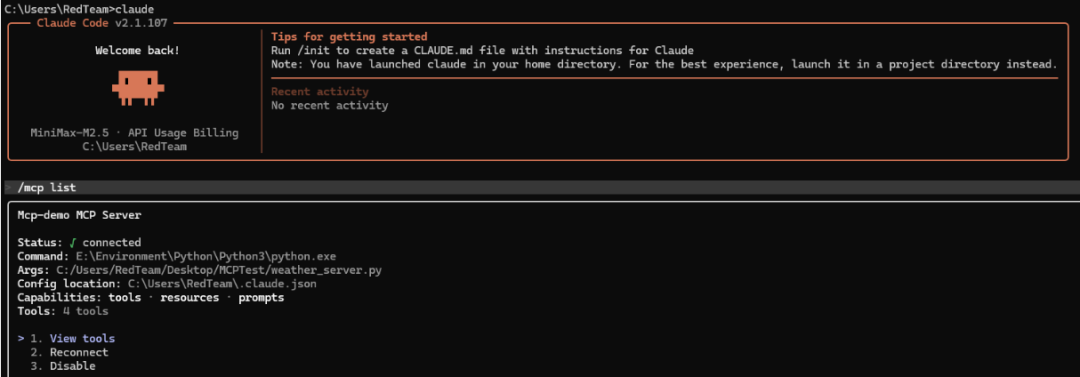 C:\Users\RedTeam>claude
Claude Code v2.1.107
Welcome back!
MiniMax-M2.5 · API Usage Billing
C:\Users\RedTeam
Tips for getting started
Run /init to create a CLAUDE.md file with instructions for Claude
Note: You have launched claude in your home directory. For the best experience, launch it in a project directory instead.
Recent activity
No recent activity
> /mcp list
Mcp-demo MCP Server
Status: √ connected
Command: E:\Environment\Python\Python3\python.exe
Args: C:/Users/RedTeam/Desktop/MCPTest/weather_server.py
Config location: C:\Users\RedTeam\.claude.json
Capabilities: tools · resources · prompts
Tools: 4 tools
> 1. View tools
2. Reconnect
3. Disable